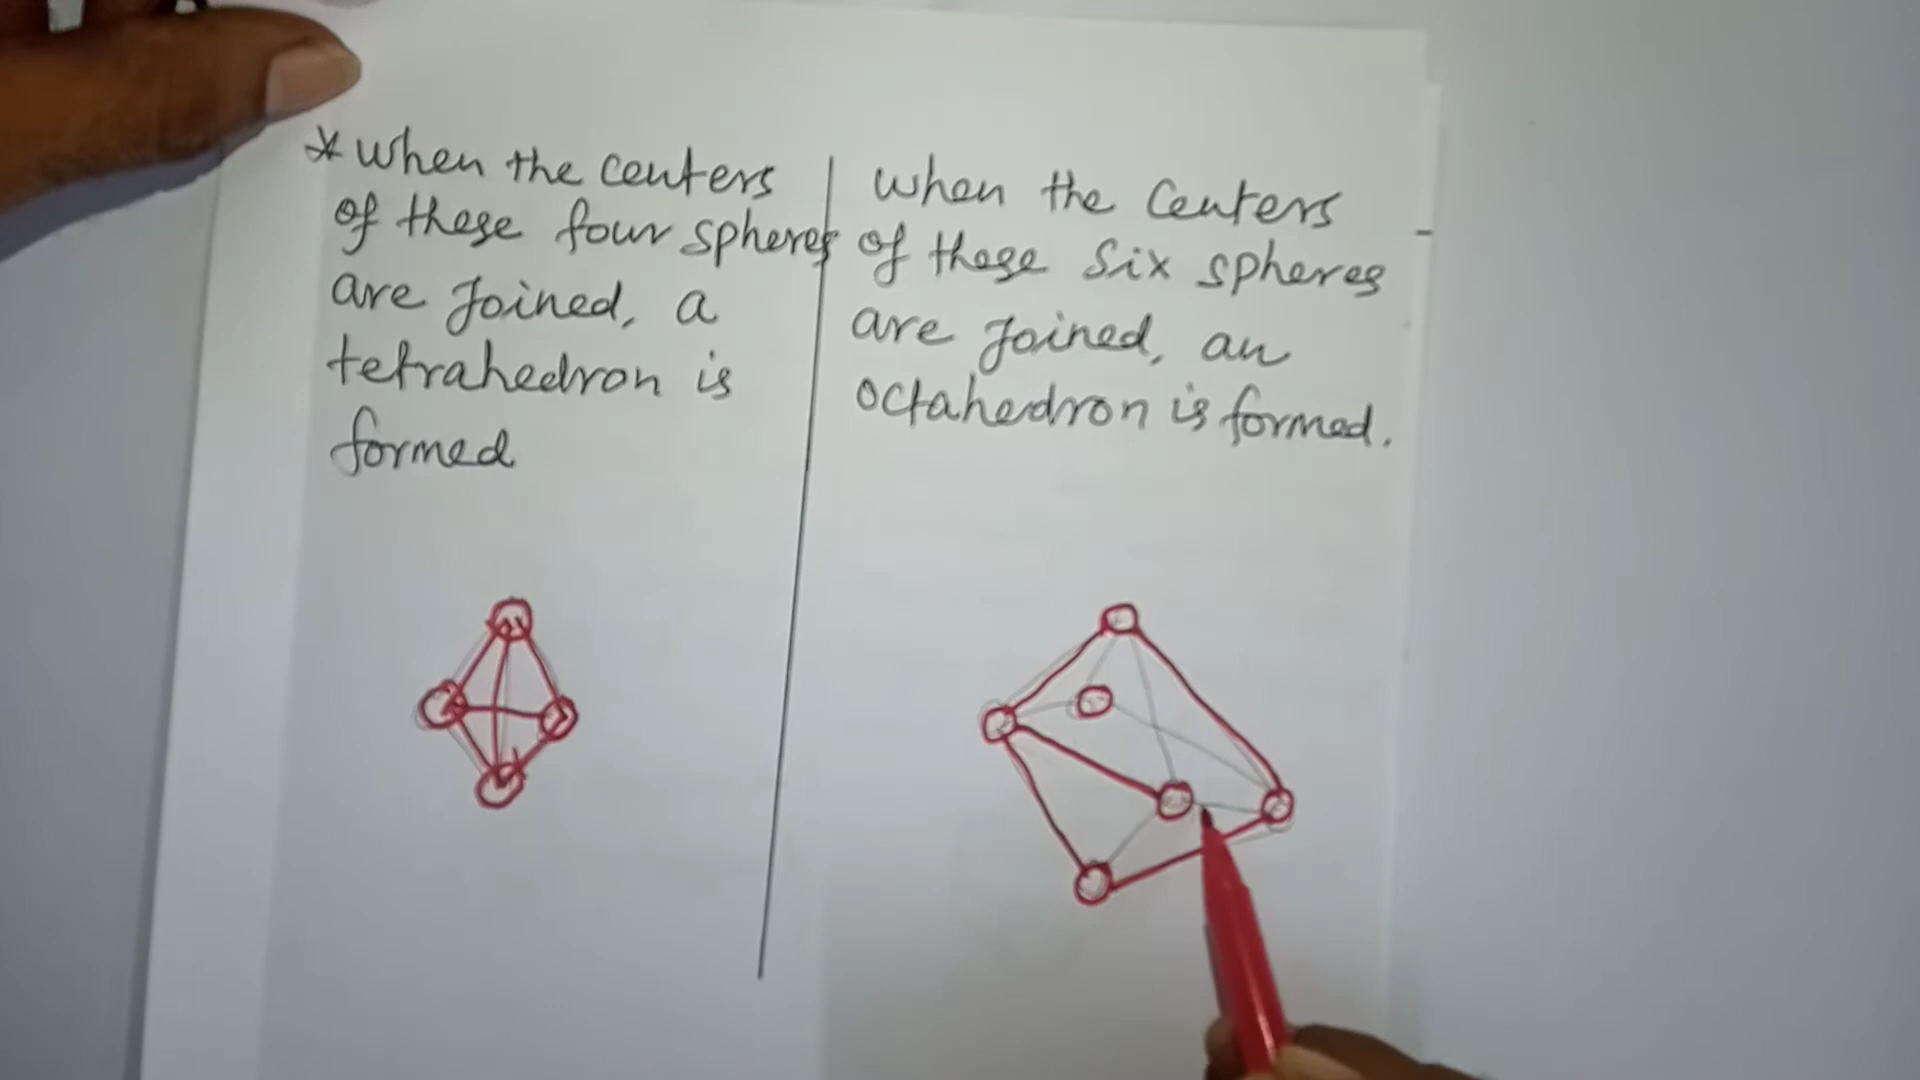 * when the centers
of these four spheres
are Joined, a
tetrahedron is
formed
when the Centers
of these Six spheres
are Joined, an
Octahedron is formed.